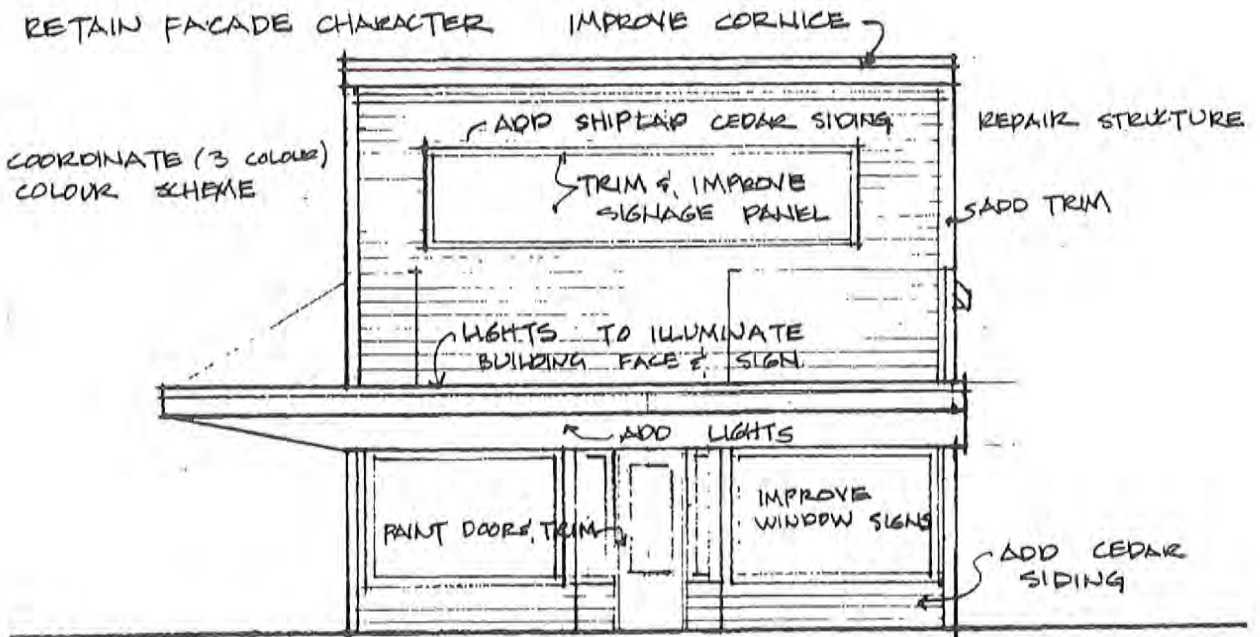 RETAIN FACADE CHARACTER
IMPROVE CORNICE
ADD SHIPLAP CEDAR SIDING
REPAIR STRUCTURE
COORDINATE (3 COLOUR)
COLOUR SCHEME
TRIM & IMPROVE
SIGNAGE PANEL
ADD TRIM
LIGHTS TO ILLUMINATE
BUILDING FACE & SIGN
ADD LIGHTS
PAINT DOOR & TRIM
IMPROVE
WINDOW SIGNS
ADD CEDAR
SIDING